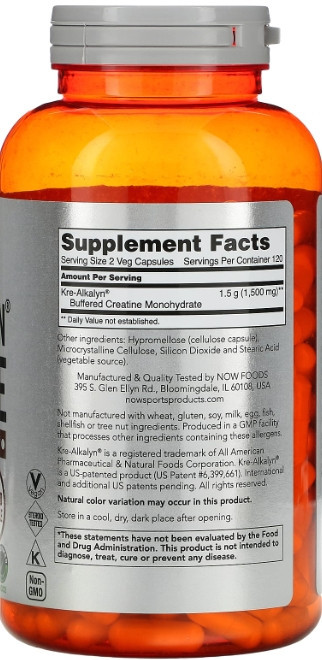 Supplement Facts
Serving Size 2 Veg Capsules Servings Per Container 120
Amount Per Serving
Kre-Alkalyn® 1.5 g (1,500 mg)**
Buffered Creatine Monohydrate
** Daily Value not established.
Other ingredients: Hypromellose (cellulose capsule),
Microcrystalline Cellulose, Silicon Dioxide and Stearic Acid
(vegetable source).
Manufactured & Quality Tested by NOW FOODS
395 S. Glen Ellyn Rd., Bloomingdale, IL 60108, USA
nowsportsproducts.com
Not manufactured with wheat, gluten, soy, milk, egg, fish,
shellfish or tree nut ingredients. Produced in a GMP facility
that processes other ingredients containing these allergens.
Kre-Alkalyn® is a registered trademark of All American
Pharmaceutical & Natural Foods Corporation. Kre-Alkalyn®
is a US-patented product (US Patent #6,399,661). International
and additional US patents pending. All rights reserved.
Natural color variation may occur in this product.
Store in a cool, dry, dark place after opening.
*These statements have not been evaluated by the Food
and Drug Administration. This product is not intended to
diagnose, treat, cure or prevent any disease.
K
Non-
GMO